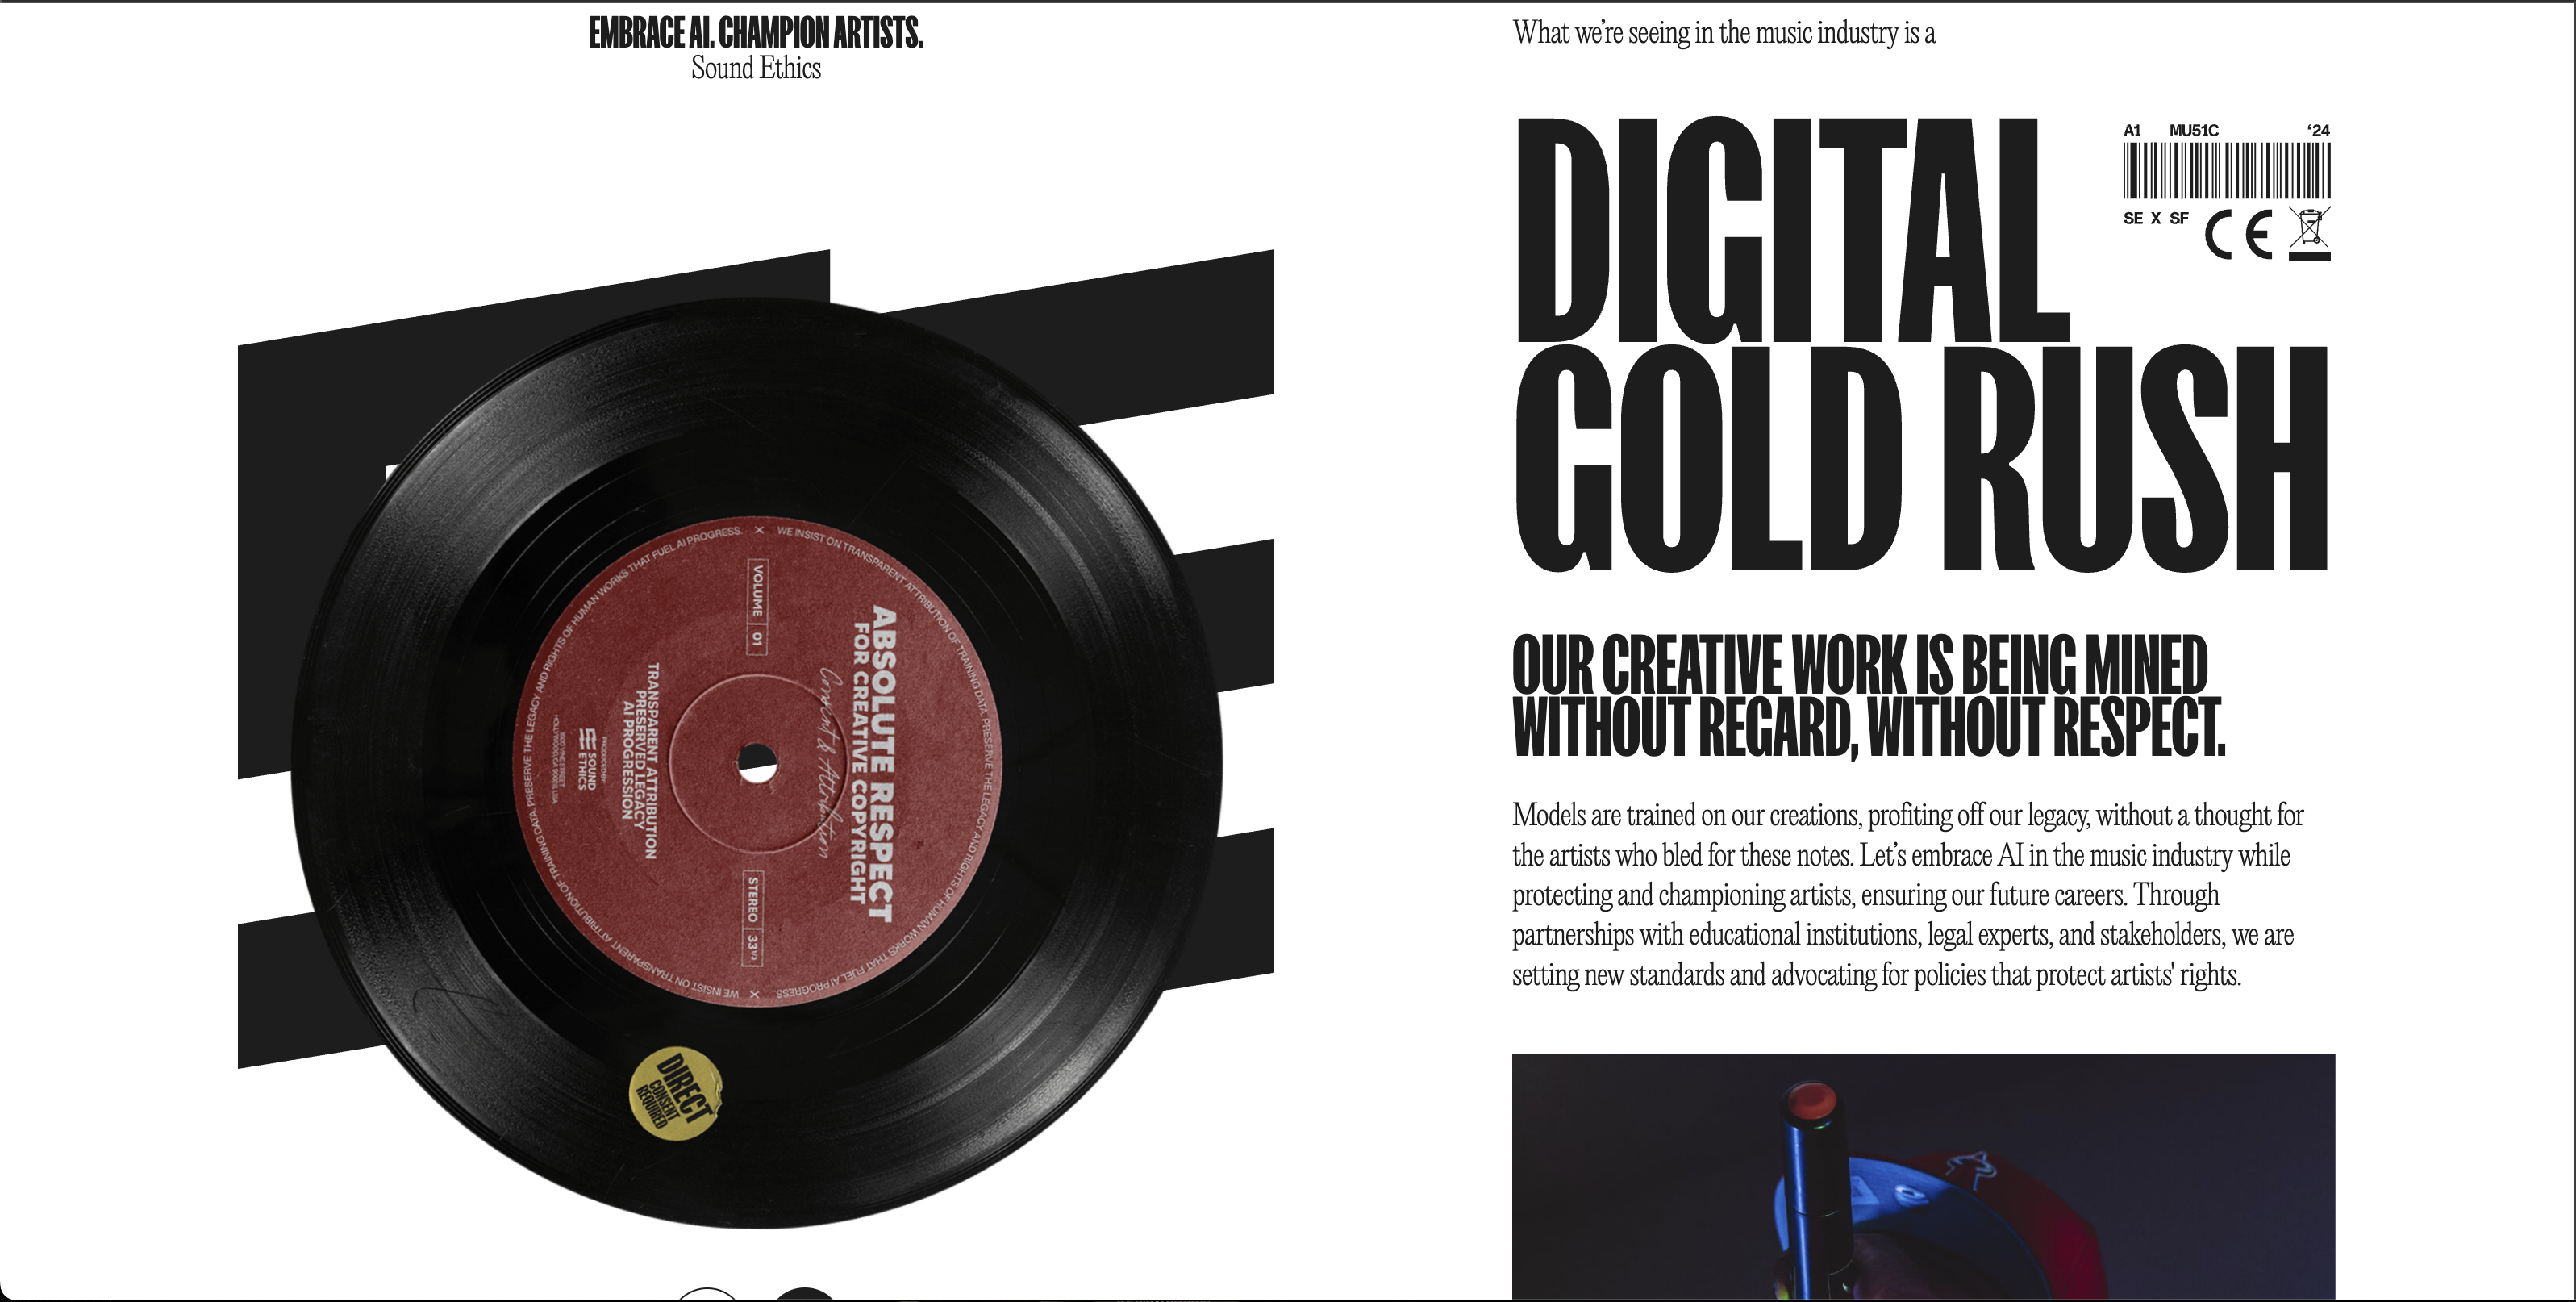 EMBRACE AI. CHAMPION ARTISTS.
Sound Ethics
WE INSIST ON TRANSPARENT ATTRIBUTION OF TRAINING DATA. PRESERVE THE LEGACY AND RIGHTS OF HUMAN WORKS THAT FUEL AI PROGRESS. X
WE INSIST ON TRANSPARENT ATTRIBUTION OF TRAINING DATA. PRESERVE THE LEGACY AND RIGHTS OF HUMAN WORKS THAT FUEL AI PROGRESS. X
ABSOLUTE RESPECT
FOR CREATIVE COPYRIGHT
Consent & Attribution
VOLUME 01
STEREO 33 1/3
TRANSPARENT ATTRIBUTION
PRESERVED LEGACY
AI PROGRESSION
PRODUCED BY
SOUND
ETHICS
DIRECT
CONSENT
REQUIRED
What we’re seeing in the music industry is a
DIGITAL
GOLD RUSH
A1 MU51C ‘24
SE X SF CE
OUR CREATIVE WORK IS BEING MINED
WITHOUT REGARD, WITHOUT RESPECT.
Models are trained on our creations, profiting off our legacy, without a thought for
the artists who bled for these notes. Let’s embrace AI in the music industry while
protecting and championing artists, ensuring our future careers. Through
partnerships with educational institutions, legal experts, and stakeholders, we are
setting new standards and advocating for policies that protect artists' rights.